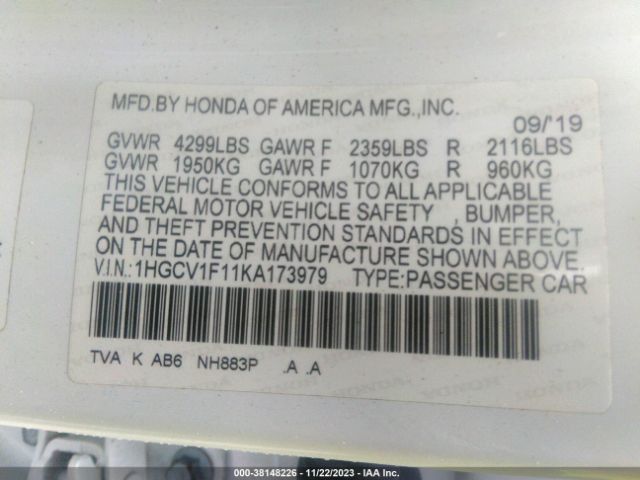 MFD.BY HONDA OF AMERICA MFG.,INC.
09/'19
GVWR 4299LBS GAWR F 2359LBS R 2116LBS
GVWR 1950KG GAWR F 1070KG R 960KG
THIS VEHICLE CONFORMS TO ALL APPLICABLE
FEDERAL MOTOR VEHICLE SAFETY , BUMPER,
AND THEFT PREVENTION STANDARDS IN EFFECT
ON THE DATE OF MANUFACTURE SHOWN ABOVE.
V.I.N.:1HGCV1F11KA173979 TYPE:PASSENGER CAR
TVA K AB6 NH883P .A .A
000-38148226 - 11/22/2023 - IAA Inc.